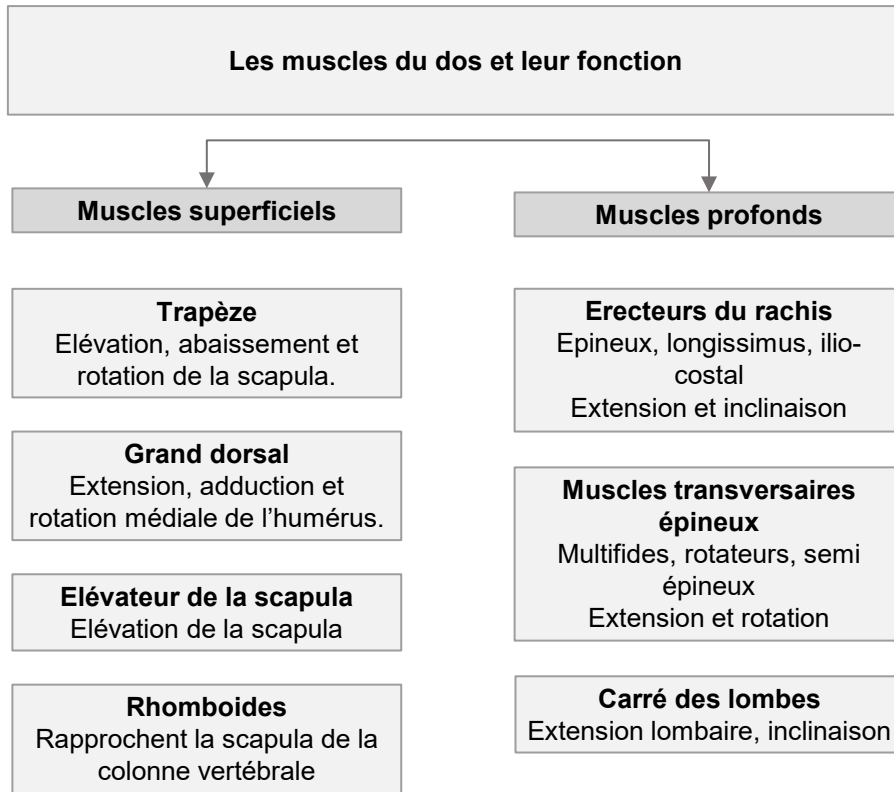 Les muscles du dos et leur fonction
Muscles superficiels
Trapèze
Elévation, abaissement et
rotation de la scapula.
Grand dorsal
Extension, adduction et
rotation médiale de l’humérus.
Elévateur de la scapula
Elévation de la scapula
Rhomboides
Rapprochent la scapula de la
colonne vertébrale
Muscles profonds
Erecteurs du rachis
Epineux, longissimus, ilio-
costal
Extension et inclinaison
Muscles transversaires
épineux
Multifides, rotateurs, semi
épineux
Extension et rotation
Carré des lombes
Extension lombaire, inclinaison